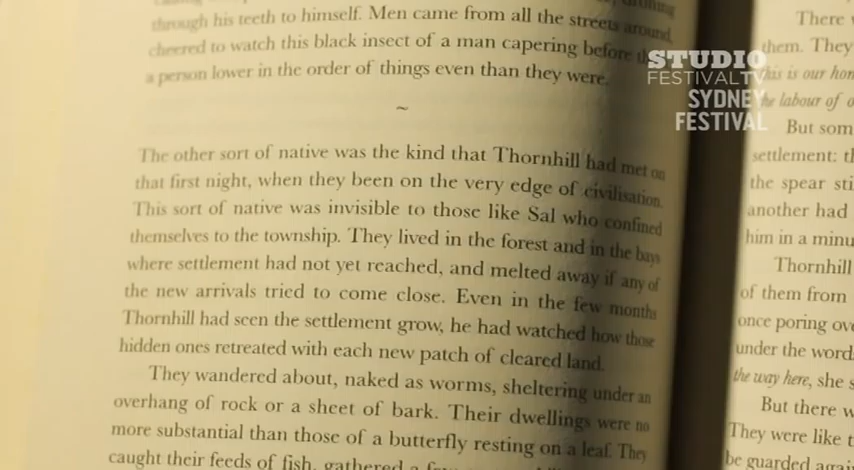 through his teeth to himself. Men came from all the streets around,
cheered to watch this black insect of a man capering before
a person lower in the order of things even than they were.
~
The other sort of native was the kind that Thornhill had met on
that first night, when they been on the very edge of civilisation.
This sort of native was invisible to those like Sal who confined
themselves to the township. They lived in the forest and in the bays
where settlement had not yet reached, and melted away if any of
the new arrivals tried to come close. Even in the few months
Thornhill had seen the settlement grow, he had watched how those
hidden ones retreated with each new patch of cleared land.
They wandered about, naked as worms, sheltering under an
overhang of rock or a sheet of bark. Their dwellings were no
more substantial than those of a butterfly resting on a leaf. They
caught their feeds of fish, gathered a few
STUDIO
FESTIVALTV
SYDNEY
FESTIVAL
There
them. They
this is our
the labour of
But som
settlement:
the spear
another had
him in a minu
Thornhill
of them from
once poring
under the word
the way here, she
But there
They were like
be guarded